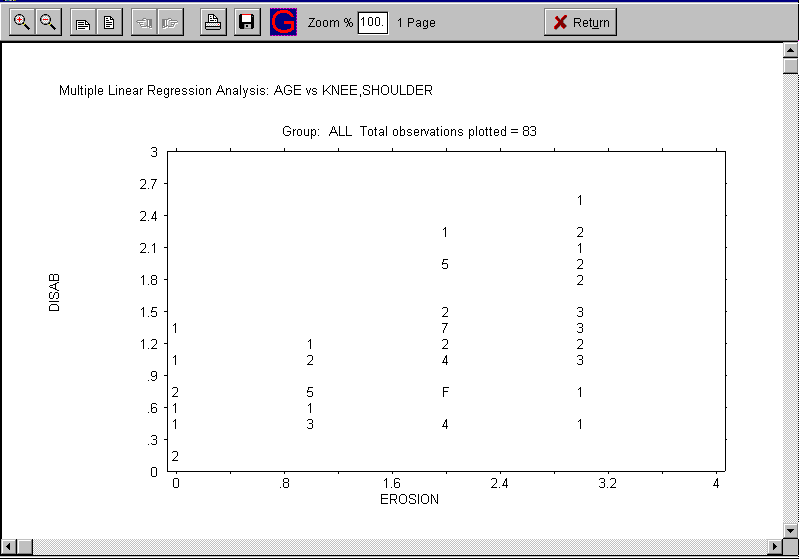 G Zoom % 100. 1 Page Return
Multiple Linear Regression Analysis: AGE vs KNEE,SHOULDER
Group: ALL Total observations plotted = 83
3
2.7
1
2.4
1 2
2.1 1
5 2
1.8 2
DISAB
1.5 2 3
1 7 3
1.2 1 2 2
1 2 4 3
.9
2 5 F 1
.6 1 1
1 3 4 1
.3
2
0
0 .8 1.6 2.4 3.2 4
EROSION